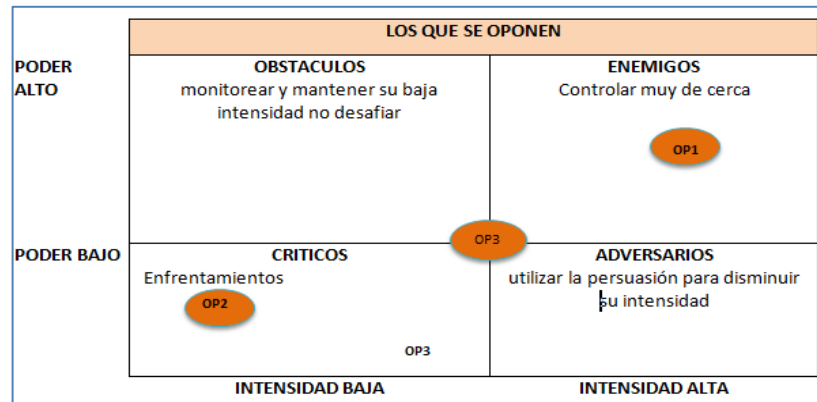 LOS QUE SE OPONEN
PODER
ALTO
OBSTACULOS
monitorear y mantener su baja
intensidad no desafiar
ENEMIGOS
Controlar muy de cerca
OP1
OP3
PODER BAJO
CRITICOS
Enfrentamientos
OP2
OP3
ADVERSARIOS
utilizar la persuasión para disminuir
su intensidad
INTENSIDAD BAJA
INTENSIDAD ALTA